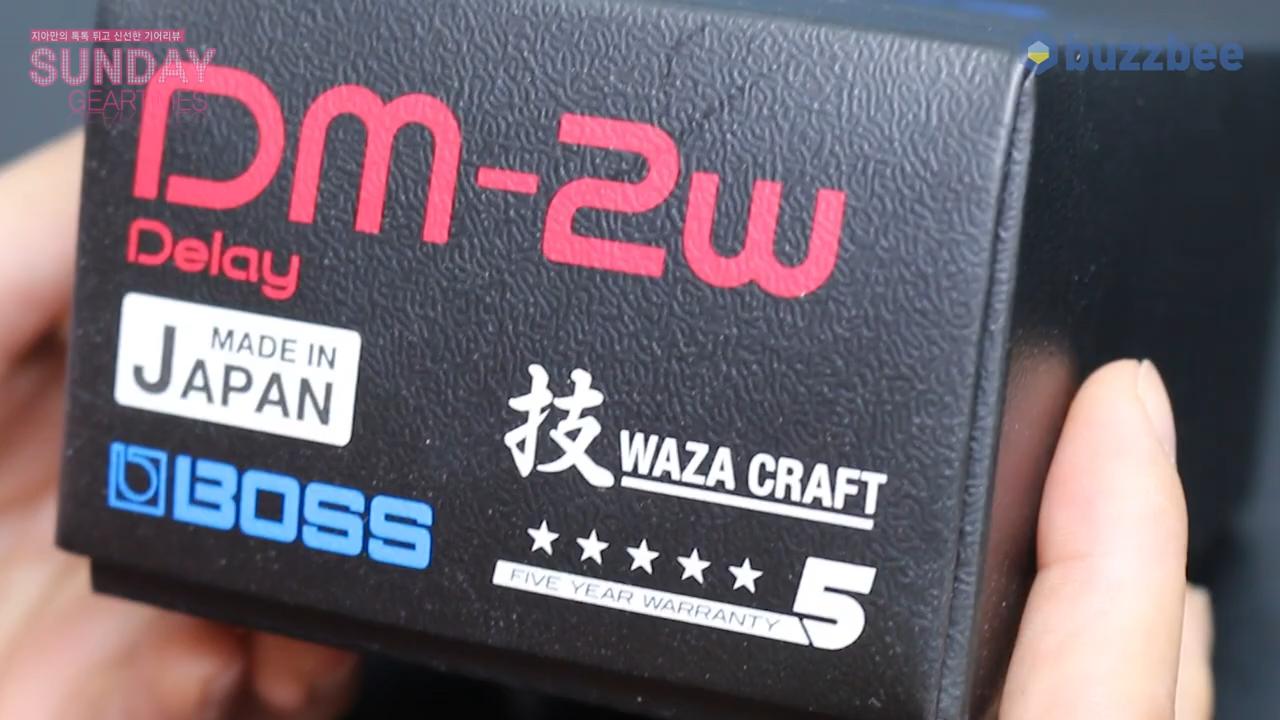 지아만의 톡톡 튀고 신선한 기어리뷰
SUNDAY
GEARTIMES
buzzbee
DM-2w
Delay
MADE IN
JAPAN
BOSS
技 WAZA CRAFT
FIVE YEAR WARRANTY 5